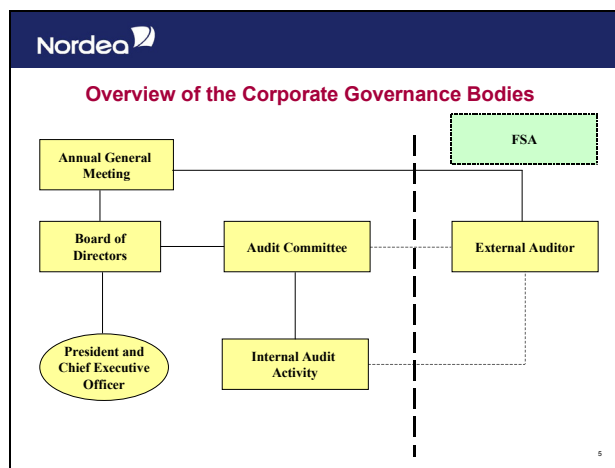 Nordea
Overview of the Corporate Governance Bodies
FSA
Annual General
Meeting
Board of
Directors
Audit Committee
External Auditor
President and
Chief Executive
Officer
Internal Audit
Activity
5